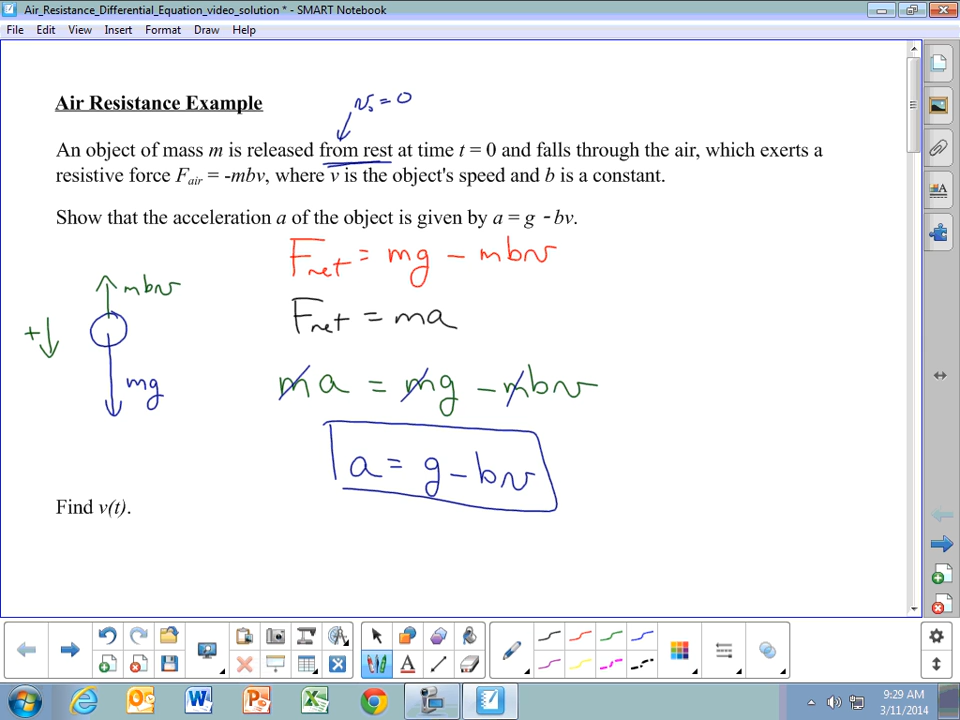 Air_Resistance_Differential_Equation_video_solution * - SMART Notebook
File Edit View Insert Format Draw Help
Air Resistance Example
v₀ = 0
An object of mass m is released from rest at time t = 0 and falls through the air, which exerts a
resistive force Fair = -mbv, where v is the object's speed and b is a constant.
Show that the acceleration a of the object is given by a = g - bv.
Fnet = mg - mbv
mbv
Fnet = ma
+
mg
ma = mg - mbv
a = g - bv
Find v(t).
A
9:29 AM
3/11/2014